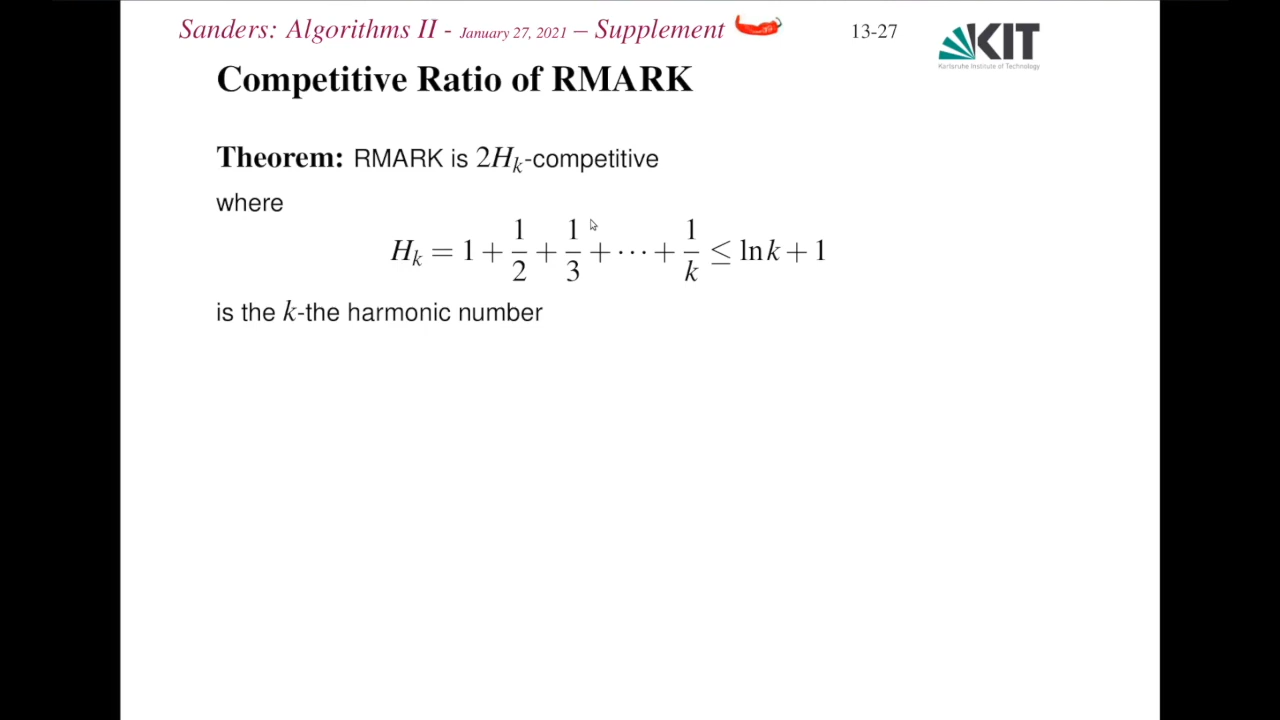 Sanders: Algorithms II - January 27, 2021 – Supplement 13-27
KIT
Karlsruhe Institute of Technology
Competitive Ratio of RMARK
Theorem: RMARK is 2H_k-competitive
where
H_k = 1 + 1/2 + 1/3 + ⋯ + 1/k ≤ ln k + 1
is the k-the harmonic number